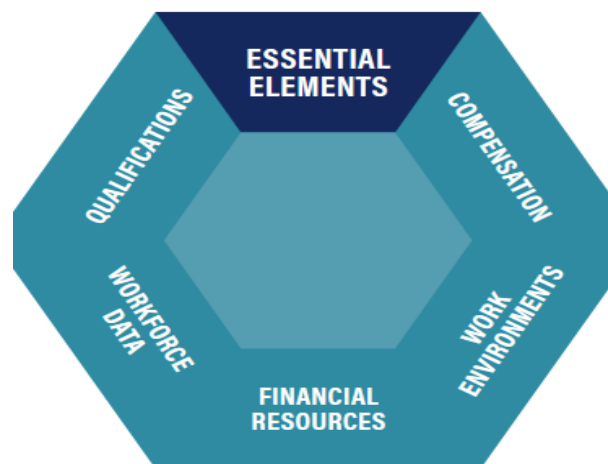 ESSENTIAL
ELEMENTS
COMPENSATION
WORK
ENVIRONMENTS
FINANCIAL
RESOURCES
WORKFORCE
DATA
QUALIFICATIONS